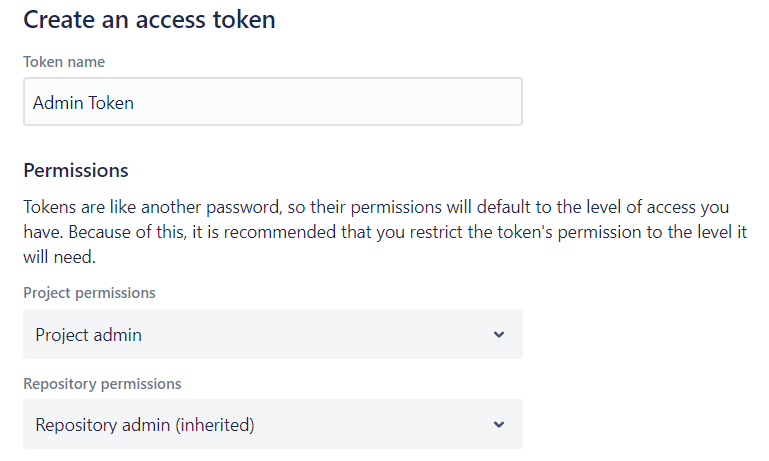 Create an access token
Token name
Admin Token
Permissions
Tokens are like another password, so their permissions will default to the level of access you
have. Because of this, it is recommended that you restrict the token's permission to the level it
will need.
Project permissions
Project admin
Repository permissions
Repository admin (inherited)